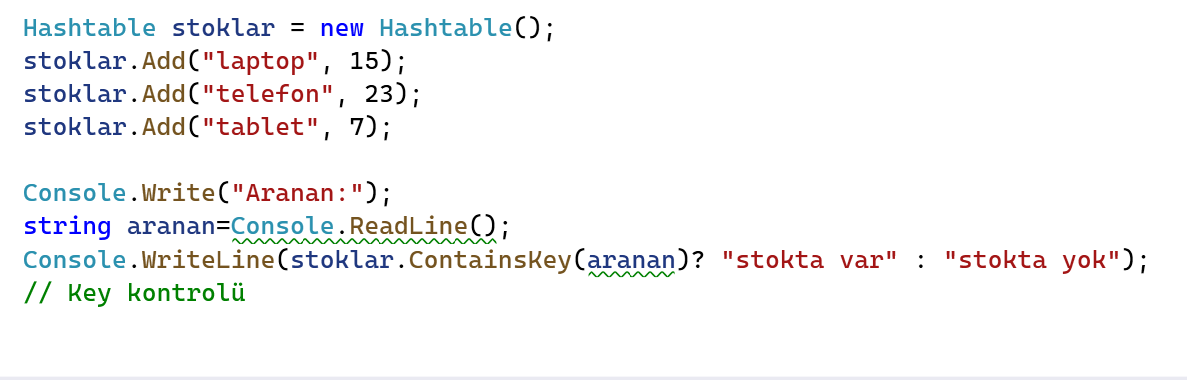 Hashtable stoklar = new Hashtable();
stoklar.Add("laptop", 15);
stoklar.Add("telefon", 23);
stoklar.Add("tablet", 7);
Console.Write("Aranan:");
string aranan=Console.ReadLine();
Console.WriteLine(stoklar.ContainsKey(aranan)? "stokta var" : "stokta yok");
// Key kontrolü